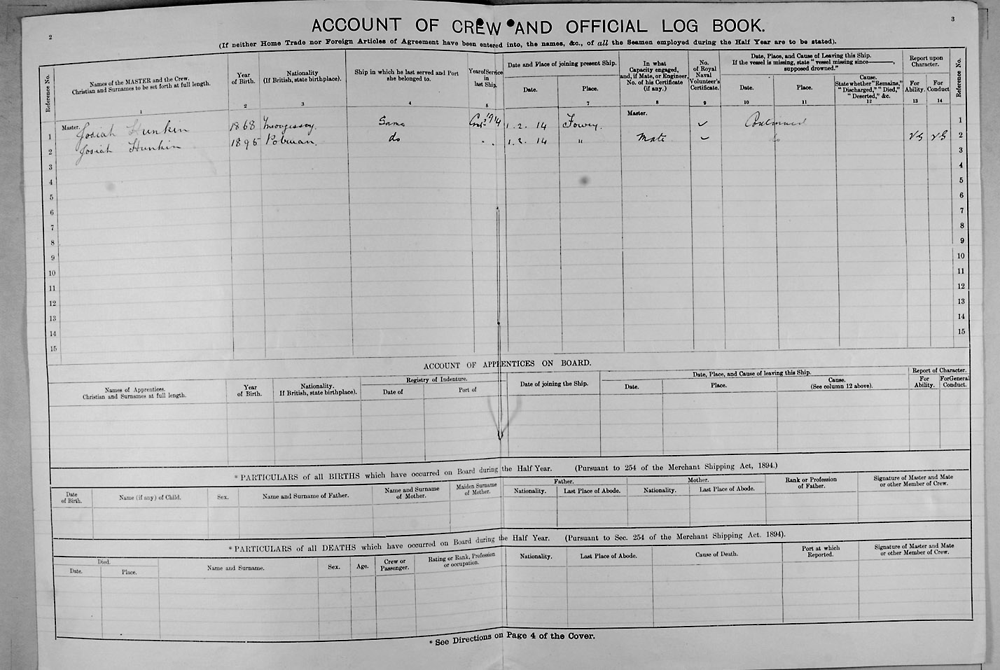 2
3
ACCOUNT OF CREW AND OFFICIAL LOG BOOK.
(If neither Home Trade nor Foreign Articles of Agreement have been entered into, the names, &c., of all the Seamen employed during the Half Year are to be stated).
Reference No.
Names of the MASTER and the Crew. Christian and Surnames to be set forth at full length.
Year of Birth.
Nationality (If British, state birthplace).
Ship in which he last served and Port she belonged to.
Year of Service in last Ship.
Date and Place of joining present Ship.
Date.
Place.
In what Capacity engaged, and, if Mate, or Engineer, No. of his Certificate (if any.)
No. of Royal Naval Volunteer's Certificate.
Date, Place, and Cause of Leaving this Ship.
If the vessel is missing, state "vessel missing since———, supposed drowned."
Date.
Place.
Cause. State whether "Remains," "Discharged," "Died," "Deserted," &c.
Report upon Character.
For Ability.
For Conduct
Reference No.
1 2 3 4 5 7 8 9 10 11 12 13 14
1 Master. Josiah Hunkin 1868 Mevagissey Same 1914 1.2.14 Fowey. Master. Continued 1
2 Josiah Hunkin 1895 Polruan. do 1.2.14 " Mate do VG VG 2
3 3
4 4
5 5
6 6
7 7
8 8
9 9
10 10
11 11
12 12
13 13
14 14
15 15
ACCOUNT OF APPRENTICES ON BOARD.
Names of Apprentices. Christian and Surnames at full length.
Year of Birth.
Nationality. If British, state birthplace).
Registry of Indenture.
Date of
Port of
Date of joining the Ship.
Date, Place, and Cause of leaving this Ship.
Date.
Place.
Cause. (See column 12 above).
Report of Character.
For Ability.
For General Conduct.
* PARTICULARS of all BIRTHS which have occurred on Board during the Half Year. (Pursuant to 254 of the Merchant Shipping Act, 1894.)
Date of Birth.
Name (if any) of Child.
Sex.
Name and Surname of Father.
Name and Surname of Mother.
Maiden Surname of Mother.
Father.
Nationality.
Last Place of Abode.
Mother.
Nationality.
Last Place of Abode.
Rank or Profession of Father.
Signature of Master and Mate or other Member of Crew.
* PARTICULARS of all DEATHS which have occurred on Board during the Half Year. (Pursuant to Sec. 254 of the Merchant Shipping Act. 1894).
Died.
Date.
Place.
Name and Surname.
Sex.
Age.
Crew or Passenger.
Rating or Rank, Profession or occupation.
Nationality.
Last Place of Abode.
Cause of Death.
Port at which Reported.
Signature of Master and Mate or other Member of Crew.
* See Directions on Page 4 of the Cover.